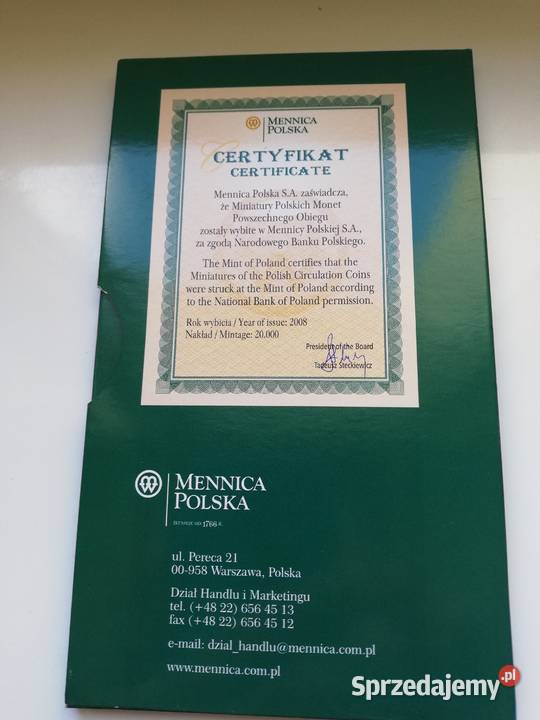 MENNICA
POLSKA
CERTYFIKAT
CERTIFICATE
Mennica Polska S.A. zaświadcza,
że Miniatury Polskich Monet
Powszechnego Obiegu
zostały wybite w Mennicy Polskiej S.A.,
za zgodą Narodowego Banku Polskiego.
The Mint of Poland certifies that the
Miniatures of the Polish Circulation Coins
were struck at the Mint of Poland according
to the National Bank of Poland permission.
Rok wybicia / Year of issue: 2008
Nakład / Mintage: 20.000
President of the Board
Tadeusz Steckiewicz
MENNICA
POLSKA
ISTNIEJE OD 1766 R.
ul. Pereca 21
00-958 Warszawa, Polska
Dział Handlu i Marketingu
tel. (+48 22) 656 45 13
fax (+48 22) 656 45 12
e-mail: dzial_handlu@mennica.com.pl
www.mennica.com.pl
Sprzedajemy.pl